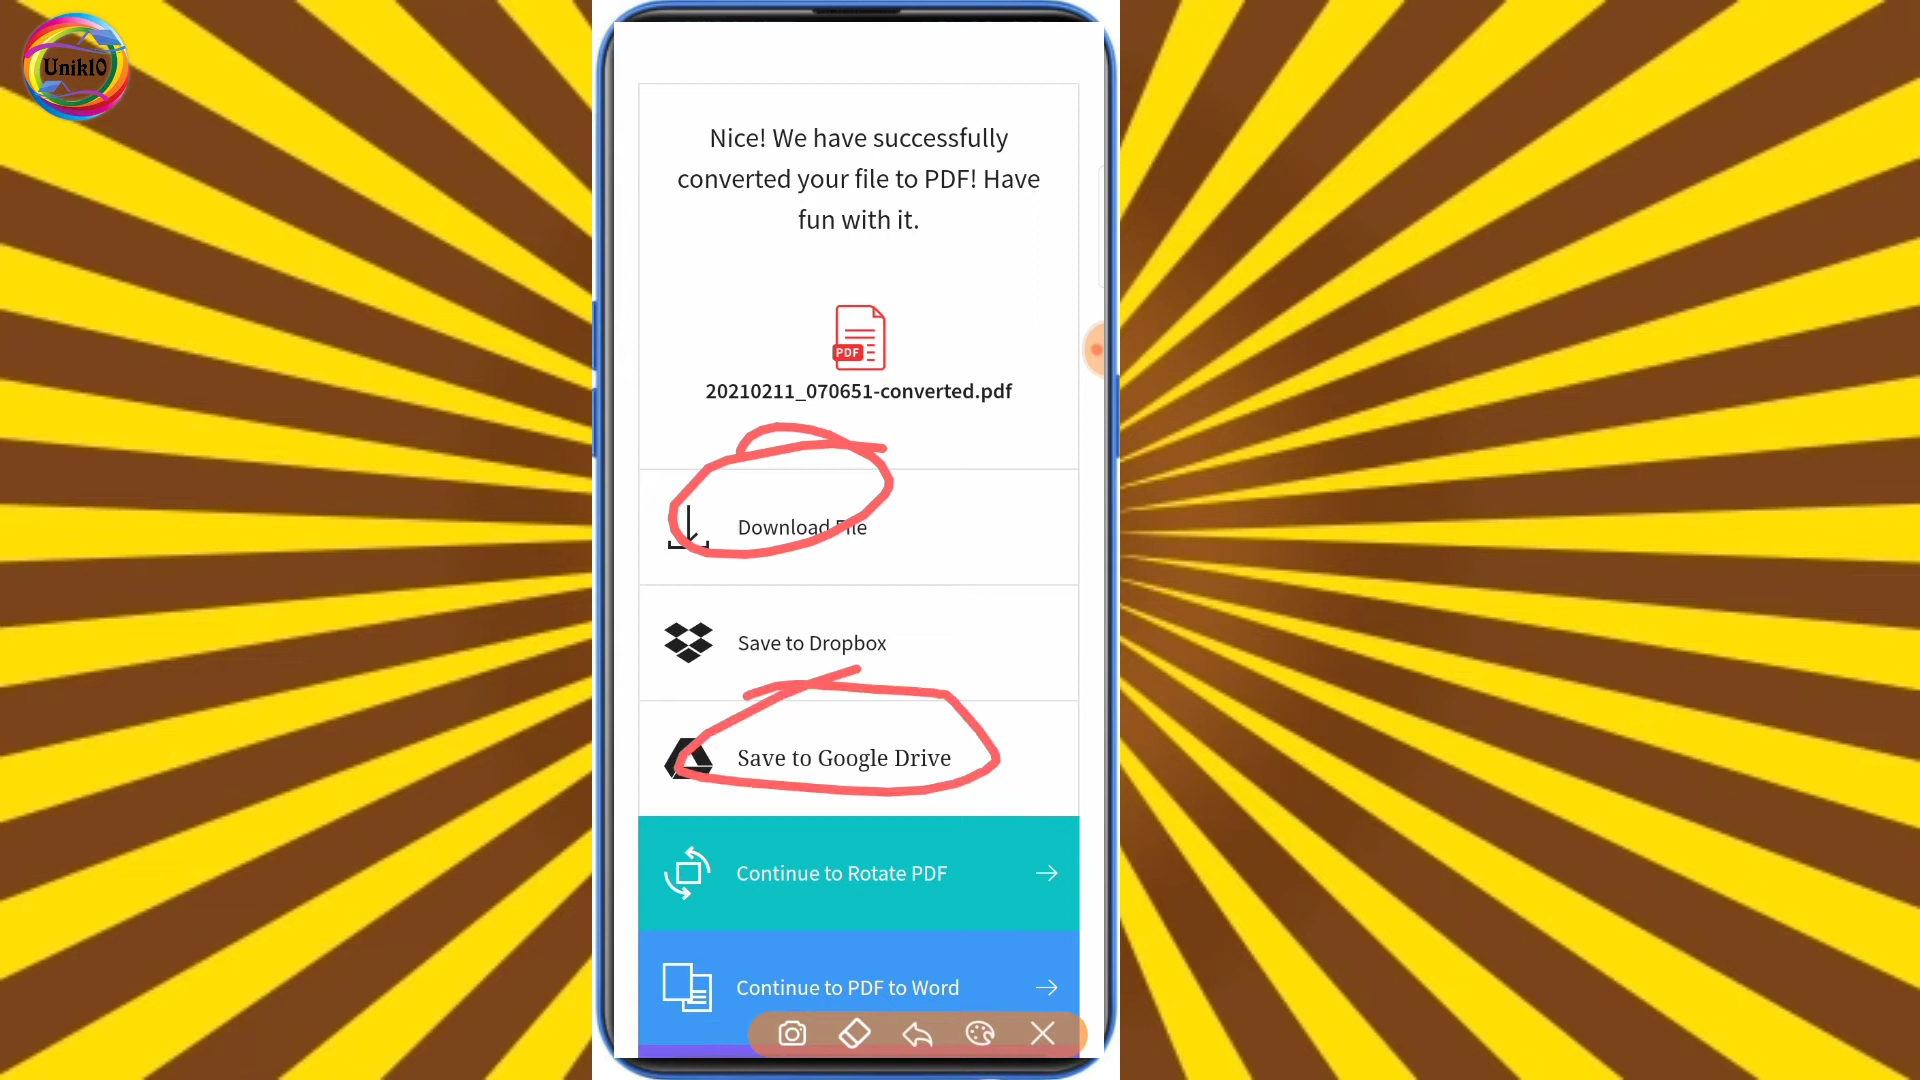 Unik10
Nice! We have successfully
converted your file to PDF! Have
fun with it.
PDF
20210211_070651-converted.pdf
Download File
Save to Dropbox
Save to Google Drive
Continue to Rotate PDF
Continue to PDF to Word